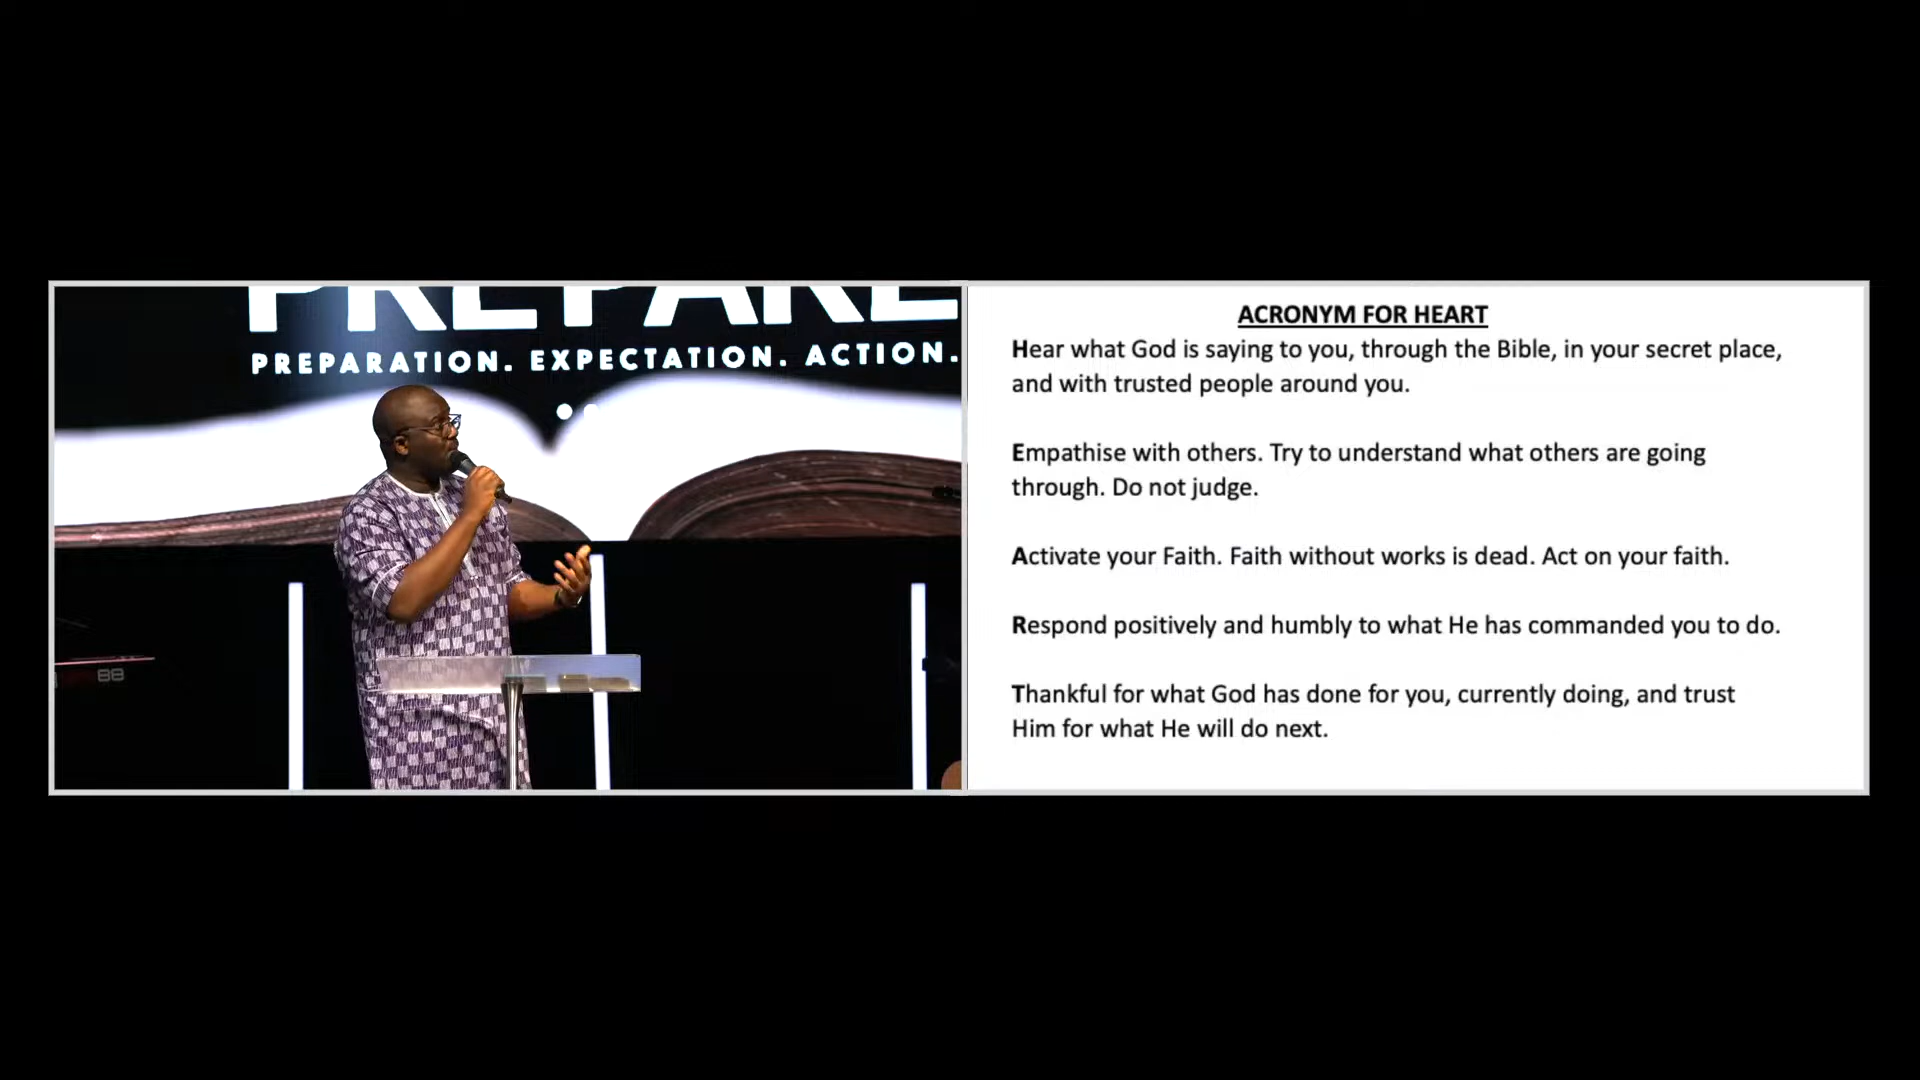 PREPARE
PREPARATION. EXPECTATION. ACTION.
88
ACRONYM FOR HEART
Hear what God is saying to you, through the Bible, in your secret place,
and with trusted people around you.
Empathise with others. Try to understand what others are going
through. Do not judge.
Activate your Faith. Faith without works is dead. Act on your faith.
Respond positively and humbly to what He has commanded you to do.
Thankful for what God has done for you, currently doing, and trust
Him for what He will do next.